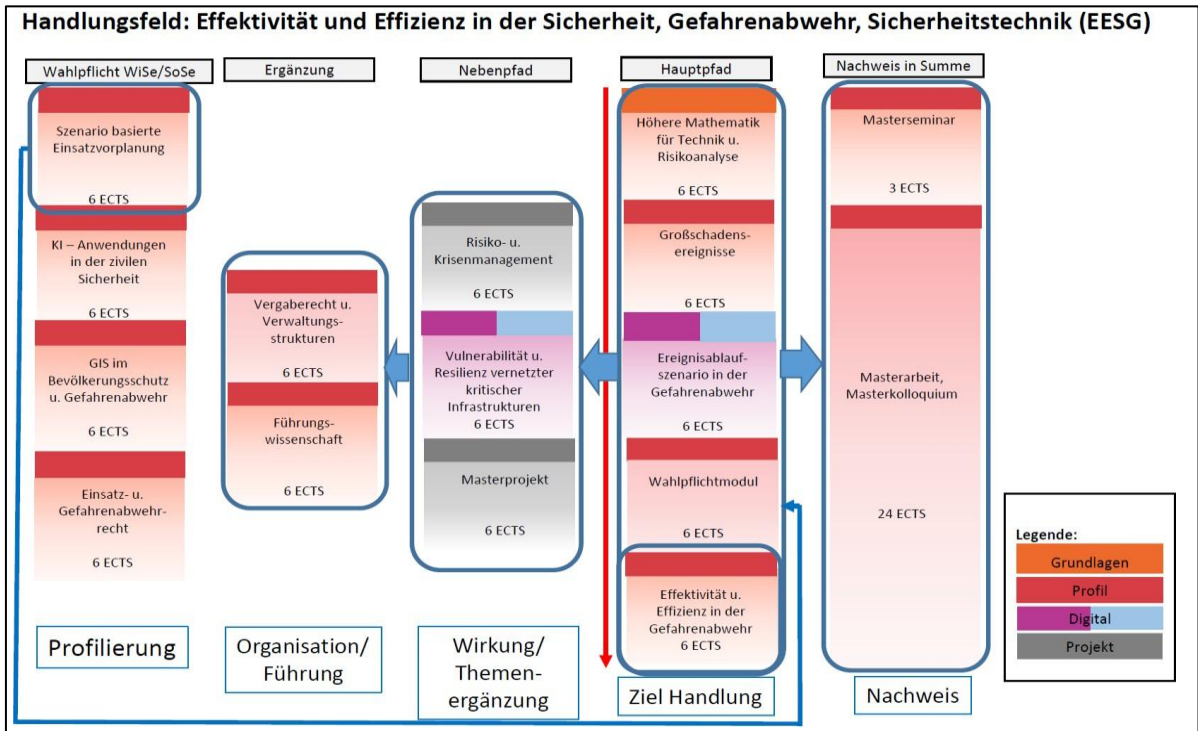 Handlungsfeld: Effektivität und Effizienz in der Sicherheit, Gefahrenabwehr, Sicherheitstechnik (EESG)
Wahlpflicht WiSe/SoSe
Szenario basierte
Einsatzvorplanung
6 ECTS
KI – Anwendungen
in der zivilen
Sicherheit
6 ECTS
GIS im
Bevölkerungsschutz
u. Gefahrenabwehr
6 ECTS
Einsatz- u.
Gefahrenabwehr-
recht
6 ECTS
Profilierung
Ergänzung
Vergaberecht u.
Verwaltungs-
strukturen
6 ECTS
Führungs-
wissenschaft
6 ECTS
Organisation/
Führung
Nebenpfad
Risiko- u.
Krisenmanagement
6 ECTS
Vulnerabilität u.
Resilienz vernetzter
kritischer
Infrastrukturen
6 ECTS
Masterprojekt
6 ECTS
Wirkung/
Themen-
ergänzung
Hauptpfad
Höhere Mathematik
für Technik u.
Risikoanalyse
6 ECTS
Großschadens-
ereignisse
6 ECTS
Ereignisablauf-
szenario in der
Gefahrenabwehr
6 ECTS
Wahlpflichtmodul
6 ECTS
Effektivität u.
Effizienz in der
Gefahrenabwehr
6 ECTS
Ziel Handlung
Nachweis in Summe
Masterseminar
3 ECTS
Masterarbeit,
Masterkolloquium
24 ECTS
Nachweis
Legende:
Grundlagen
Profil
Digital
Projekt